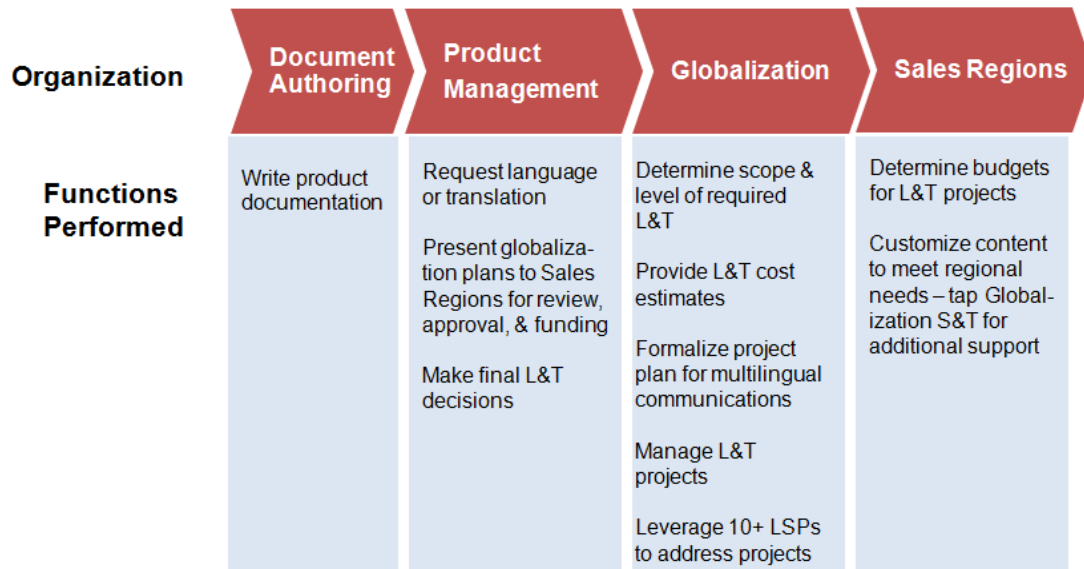 Organization
Document
Authoring
Product
Management
Globalization
Sales Regions
Functions
Performed
Write product
documentation
Request language
or translation
Present globaliza-
tion plans to Sales
Regions for review,
approval, & funding
Make final L&T
decisions
Determine scope &
level of required
L&T
Provide L&T cost
estimates
Formalize project
plan for multilingual
communications
Manage L&T
projects
Leverage 10+ LSPs
to address projects
Determine budgets
for L&T projects
Customize content
to meet regional
needs – tap Global-
ization S&T for
additional support